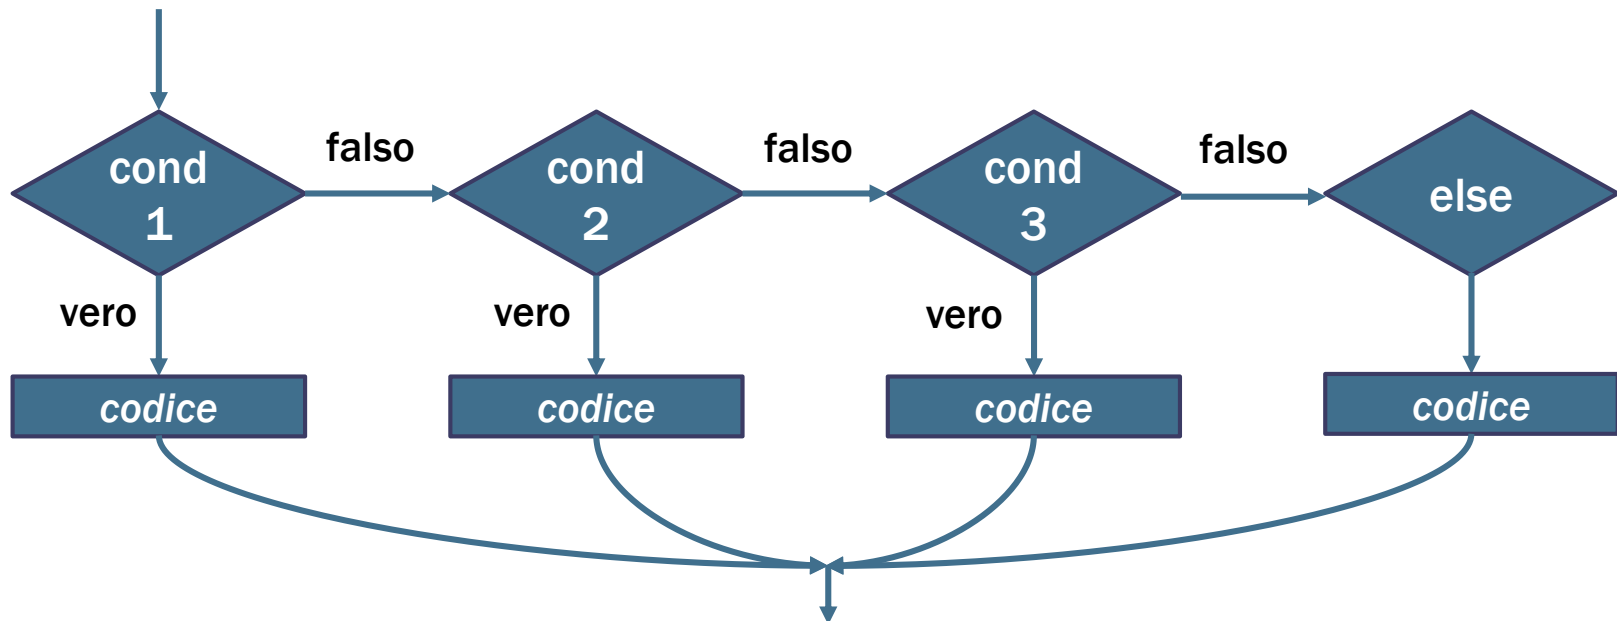 cond
1
falso
cond
2
falso
cond
3
falso
else
vero
vero
vero
codice
codice
codice
codice